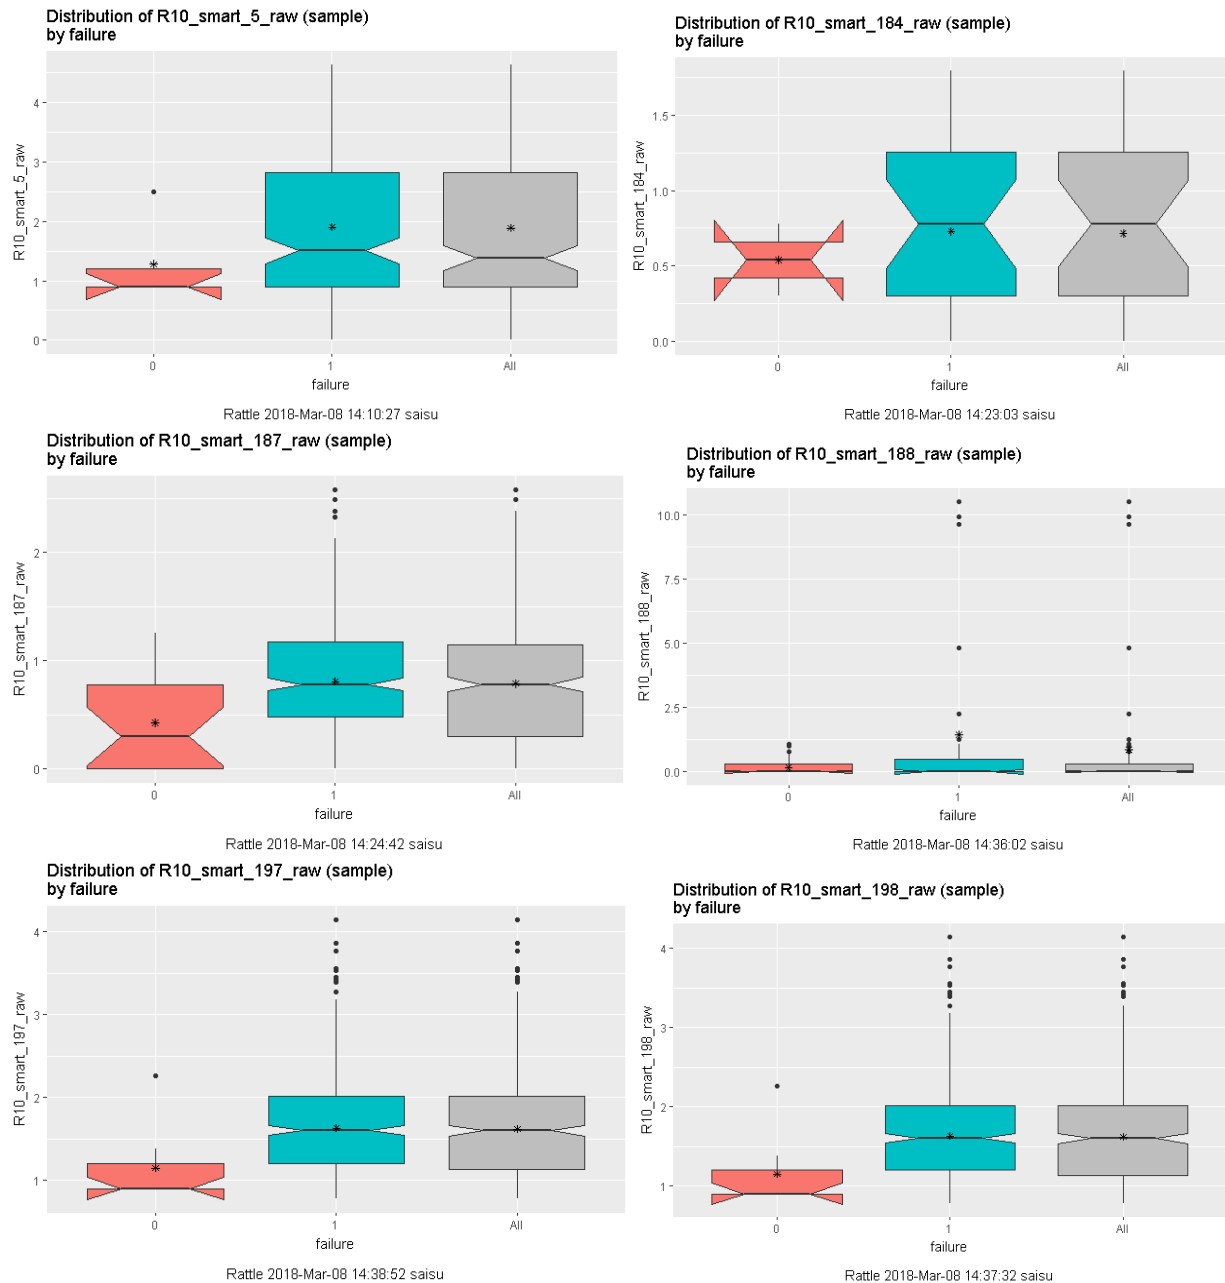 Distribution of R10_smart_5_raw (sample)
by failure
R10_smart_5_raw
4
3
2
1
0
0
1
All
failure
Rattle 2018-Mar-08 14:10:27 saisu
Distribution of R10_smart_184_raw (sample)
by failure
R10_smart_184_raw
1.5
1.0
0.5
0.0
0
1
All
failure
Rattle 2018-Mar-08 14:23:03 saisu
Distribution of R10_smart_187_raw (sample)
by failure
R10_smart_187_raw
2
1
0
0
1
All
failure
Rattle 2018-Mar-08 14:24:42 saisu
Distribution of R10_smart_188_raw (sample)
by failure
R10_smart_188_raw
10.0
7.5
5.0
2.5
0.0
0
1
All
failure
Rattle 2018-Mar-08 14:36:02 saisu
Distribution of R10_smart_197_raw (sample)
by failure
R10_smart_197_raw
4
3
2
1
0
1
All
failure
Rattle 2018-Mar-08 14:38:52 saisu
Distribution of R10_smart_198_raw (sample)
by failure
R10_smart_198_raw
4
3
2
1
0
1
All
failure
Rattle 2018-Mar-08 14:37:32 saisu